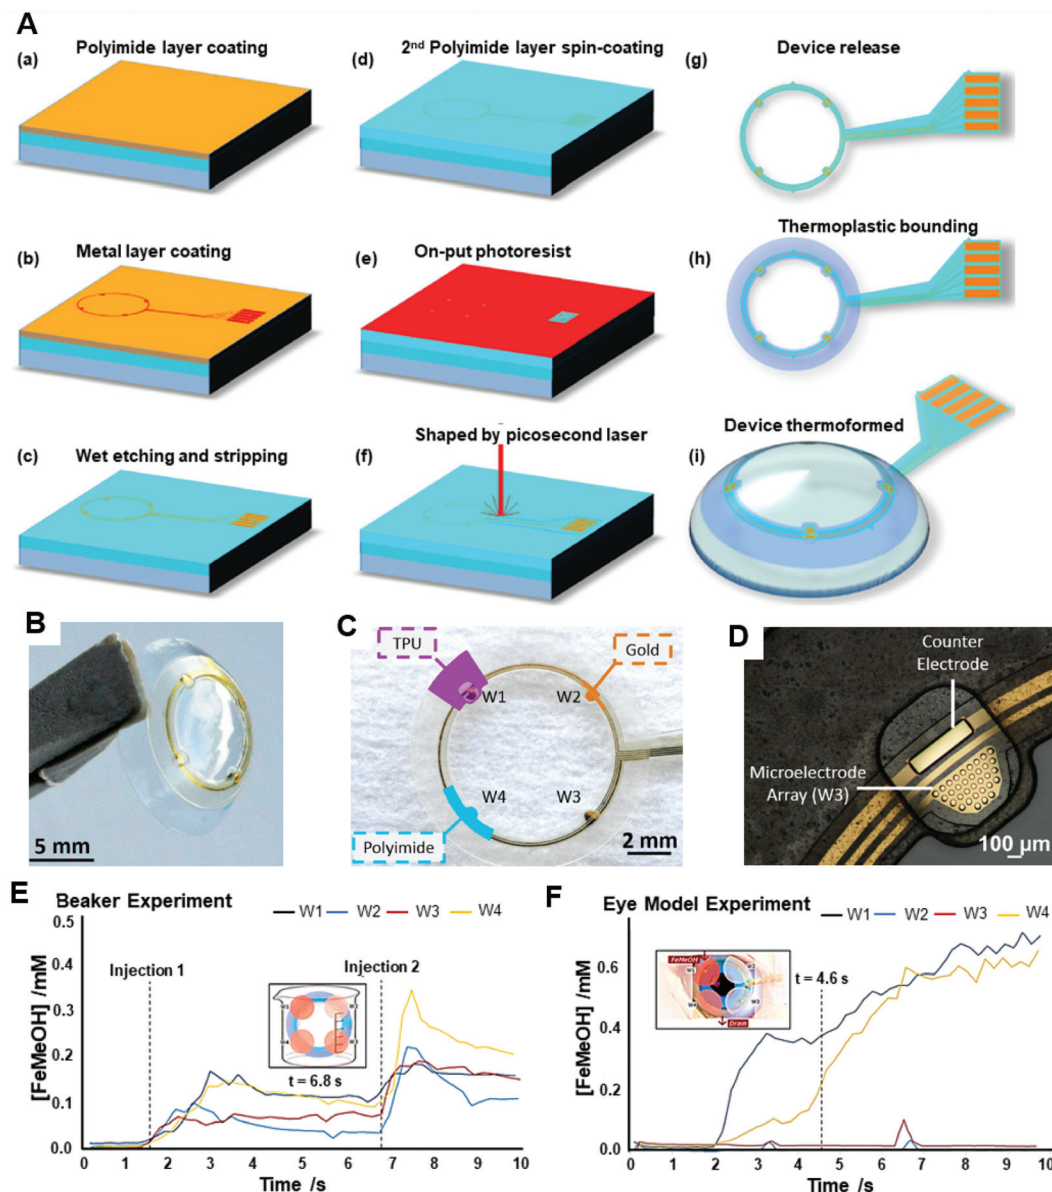 A
Polyimide layer coating
(a)
2nd Polyimide layer spin-coating
(d)
Device release
(g)
Metal layer coating
(b)
On-put photoresist
(e)
Thermoplastic bounding
(h)
Wet etching and stripping
(c)
Shaped by picosecond laser
(f)
Device thermoformed
(i)
B
5 mm
C
TPU
Gold
W1
W2
W4
W3
Polyimide
2 mm
D
Counter
Electrode
Microelectrode
Array (W3)
100 µm
E
Beaker Experiment
W1 W2 W3 W4
[FeMeOH] /mM
0.5
0.4
0.3
0.2
0.1
0.0
Injection 1
Injection 2
t = 6.8 s
0 1 2 3 4 5 6 7 8 9 10
Time /s
F
Eye Model Experiment
W1 W2 W3 W4
[FeMeOH] /mM
0.6
0.4
0.2
0.0
FeMeOH
W1
W2
W4
W3
Drain
t = 4.6 s
0 1 2 3 4 5 6 7 8 9 10
Time /s